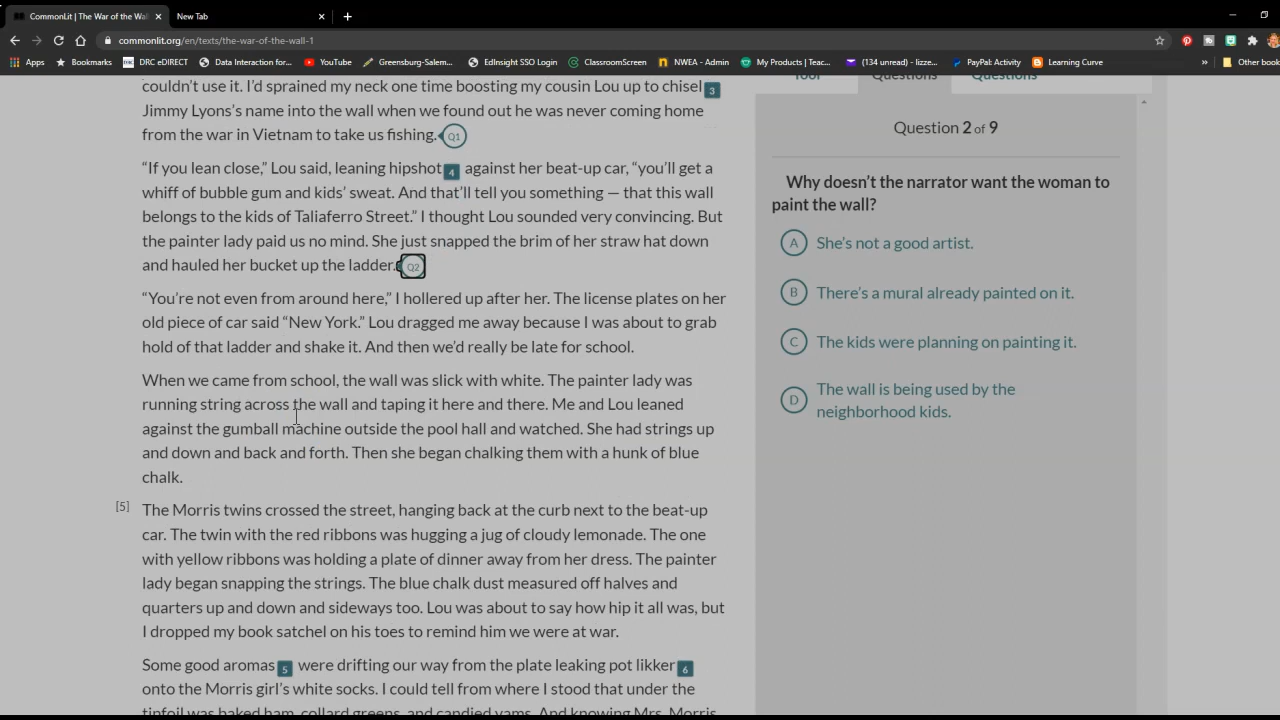 CommonLit | The War of the Wal
New Tab
commonlit.org/en/texts/the-war-of-the-wall-1
Apps
Bookmarks
DRC eDIRECT
Data Interaction for...
YouTube
Greensburg-Salem...
EdInsight SSO Login
ClassroomScreen
NWEA - Admin
My Products | Teac...
(134 unread) - lizze...
PayPal: Activity
Learning Curve
»
Other book
Tool
Questions
Questions
couldn't use it. I'd sprained my neck one time boosting my cousin Lou up to chisel 3
Jimmy Lyons's name into the wall when we found out he was never coming home
from the war in Vietnam to take us fishing. Q1
“If you lean close,” Lou said, leaning hipshot 4 against her beat-up car, “you'll get a
whiff of bubble gum and kids' sweat. And that'll tell you something — that this wall
belongs to the kids of Taliaferro Street.” I thought Lou sounded very convincing. But
the painter lady paid us no mind. She just snapped the brim of her straw hat down
and hauled her bucket up the ladder. Q2
“You're not even from around here,” I hollered up after her. The license plates on her
old piece of car said “New York.” Lou dragged me away because I was about to grab
hold of that ladder and shake it. And then we'd really be late for school.
When we came from school, the wall was slick with white. The painter lady was
running string across the wall and taping it here and there. Me and Lou leaned
against the gumball machine outside the pool hall and watched. She had strings up
and down and back and forth. Then she began chalking them with a hunk of blue
chalk.
[5]
The Morris twins crossed the street, hanging back at the curb next to the beat-up
car. The twin with the red ribbons was hugging a jug of cloudy lemonade. The one
with yellow ribbons was holding a plate of dinner away from her dress. The painter
lady began snapping the strings. The blue chalk dust measured off halves and
quarters up and down and sideways too. Lou was about to say how hip it all was, but
I dropped my book satchel on his toes to remind him we were at war.
Some good aromas 5 were drifting our way from the plate leaking pot likker 6
onto the Morris girl's white socks. I could tell from where I stood that under the
tinfoil was baked ham, collard greens, and candied yams. And knowing Mrs. Morris
Question 2 of 9
Why doesn't the narrator want the woman to
paint the wall?
A She's not a good artist.
B There's a mural already painted on it.
C The kids were planning on painting it.
D The wall is being used by the
neighborhood kids.